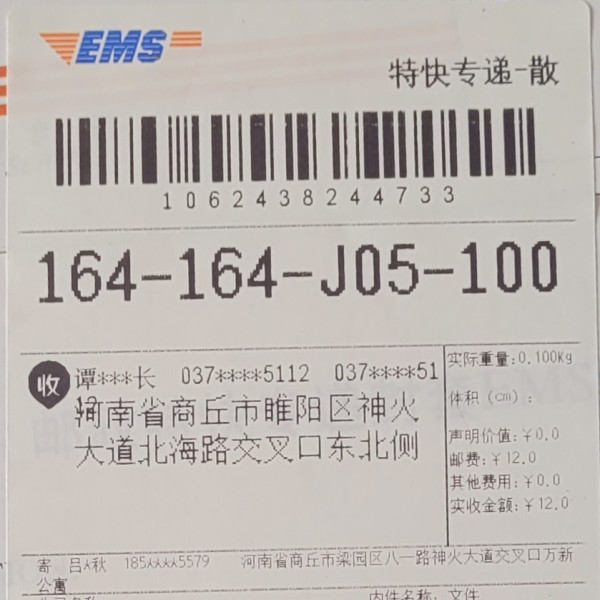 EMS
特快专递-散
1062438244733
164-164-J05-100
收
谭***长 037****5112 037****51
12
河南省商丘市睢阳区神火
大道北海路交叉口东北侧
实际重量:0.100Kg
体积(cm):
声明价值:￥0.0
邮费:￥12.0
其他费用:￥0.0
实收金额:￥12.0
寄 吕*秋 185****5579 河南省商丘市梁园区八一路神火大道交叉口万新
公寓
内件名称: 文件